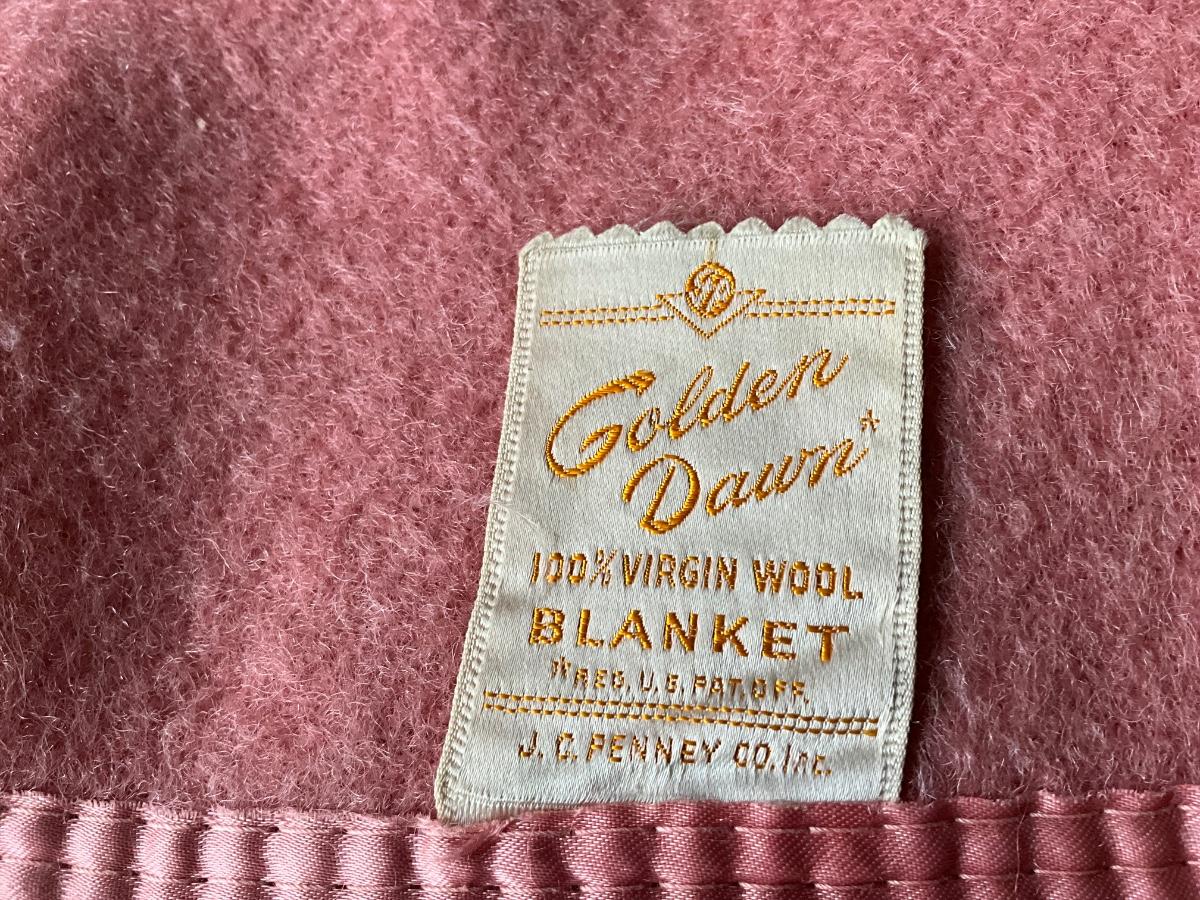 Golden
Dawn*
100% VIRGIN WOOL
BLANKET
*REG. U.S. PAT. OFF.
J. C. PENNEY CO. Inc.